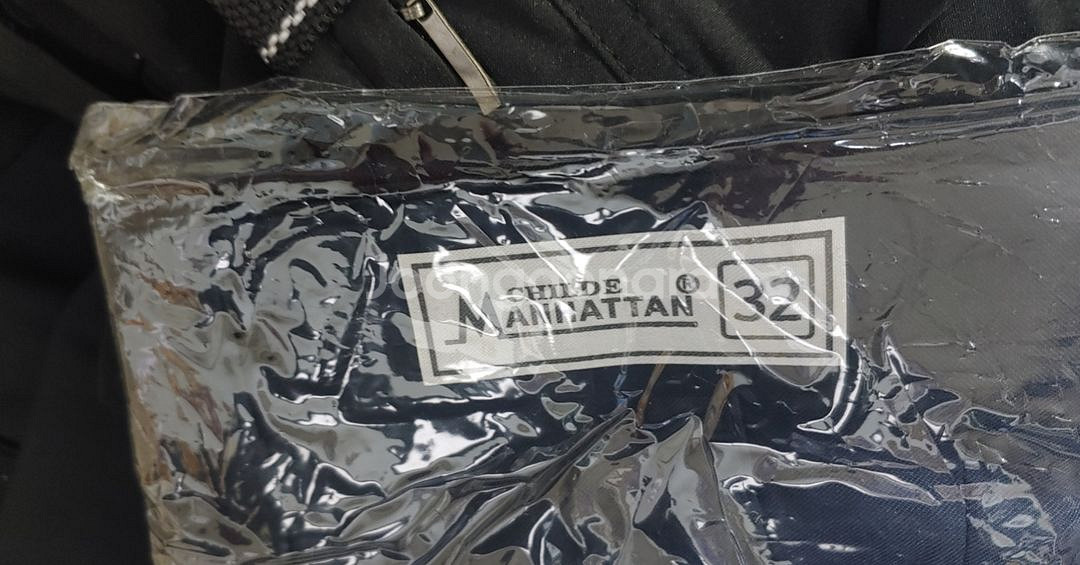 CHILDE
MANHATTAN ®
32